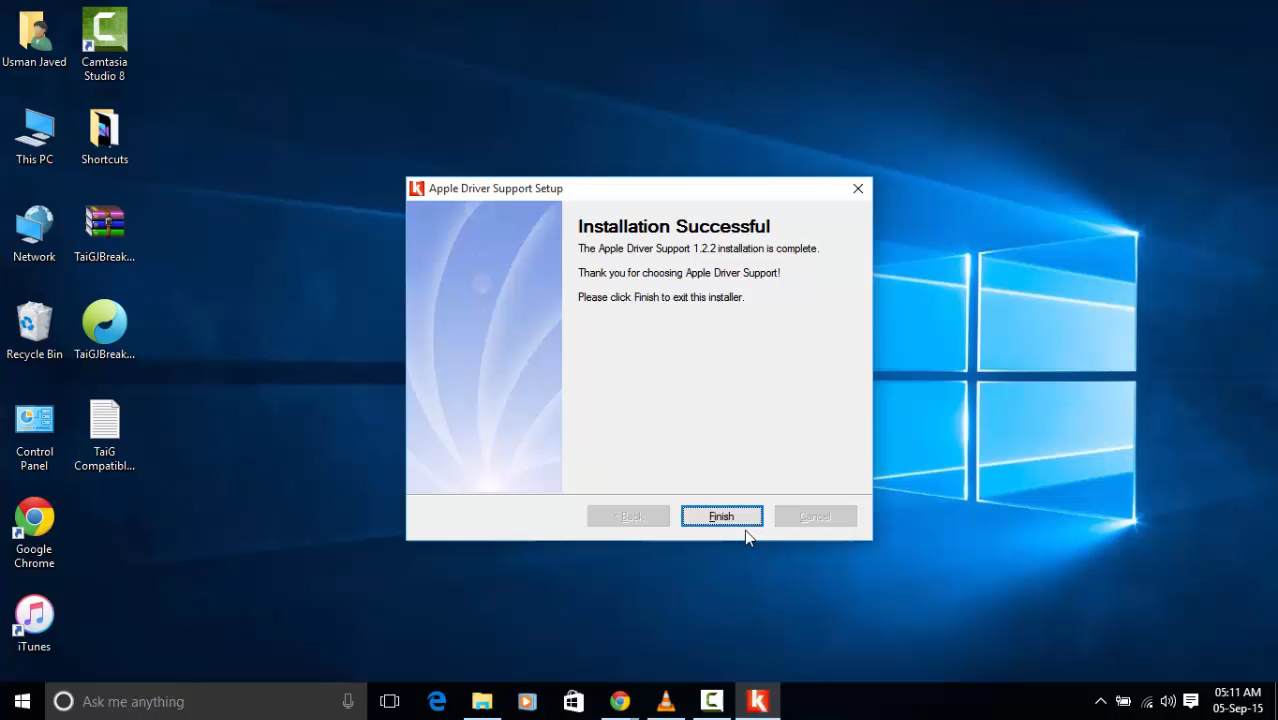 Usman Javed
Camtasia
Studio 8
This PC
Shortcuts
Network
TaiGJBreak...
Recycle Bin
TaiGJBreak...
Control
Panel
TaiG
Compatibl...
Google
Chrome
iTunes
Apple Driver Support Setup
Installation Successful
The Apple Driver Support 1.2.2 installation is complete.
Thank you for choosing Apple Driver Support!
Please click Finish to exit this installer.
< Back
Finish
Cancel
Ask me anything
05:11 AM
05-Sep-15